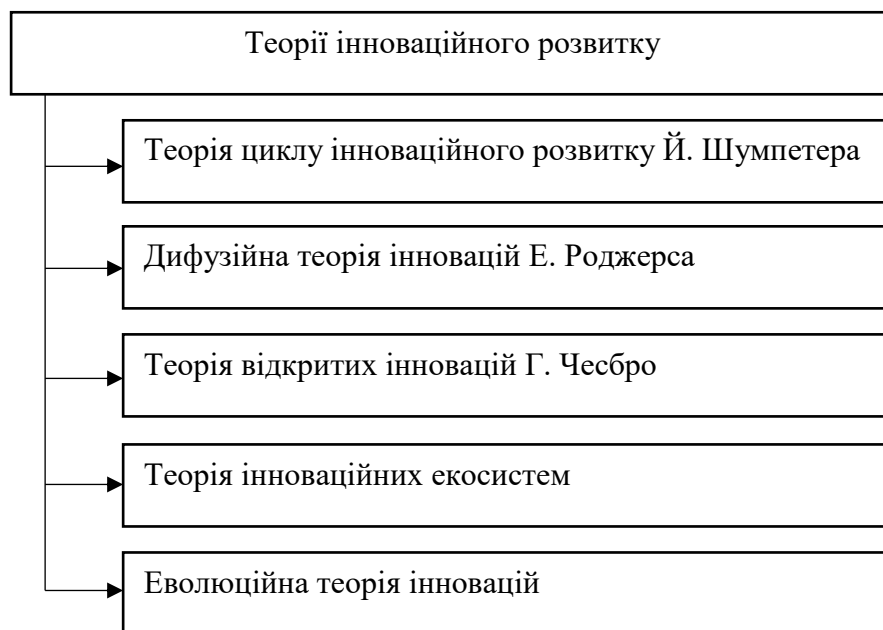 Теорії інноваційного розвитку
Теорія циклу інноваційного розвитку Й. Шумпетера
Дифузійна теорія інновацій Е. Роджерса
Теорія відкритих інновацій Г. Чесбро
Теорія інноваційних екосистем
Еволюційна теорія інновацій